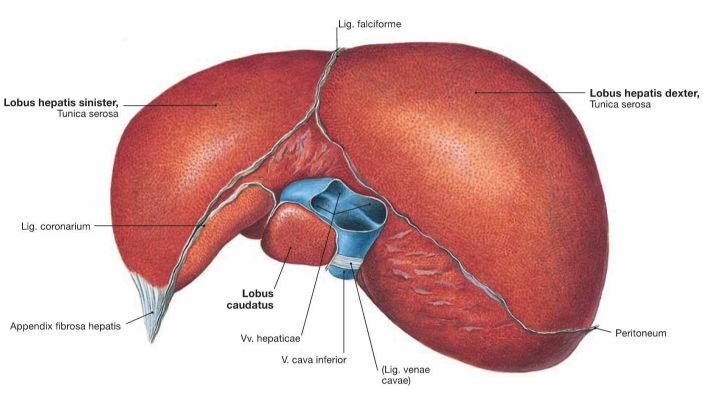 Lig. falciforme
Lobus hepatis sinister,
Tunica serosa
Lobus hepatis dexter,
Tunica serosa
Lig. coronarium
Lobus
caudatus
Appendix fibrosa hepatis
Vv. hepaticae
Peritoneum
V. cava inferior
(Lig. venae
cavae)